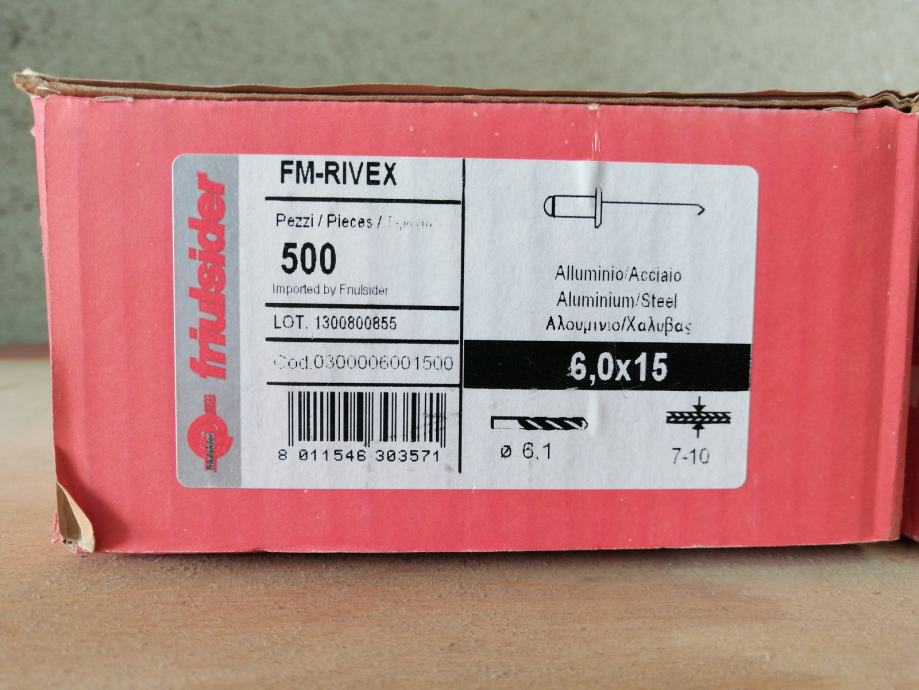 friulsider
friulsider
FM-RIVEX
Pezzi / Pieces /
500
Imported by Friulsider
LOT. 1300800855
Cod.0300006001500
8 011546 303571
Alluminio/Acciaio
Aluminium/Steel
Αλουμινιο/Χαλυβας
6,0x15
ø 6,1
7-10